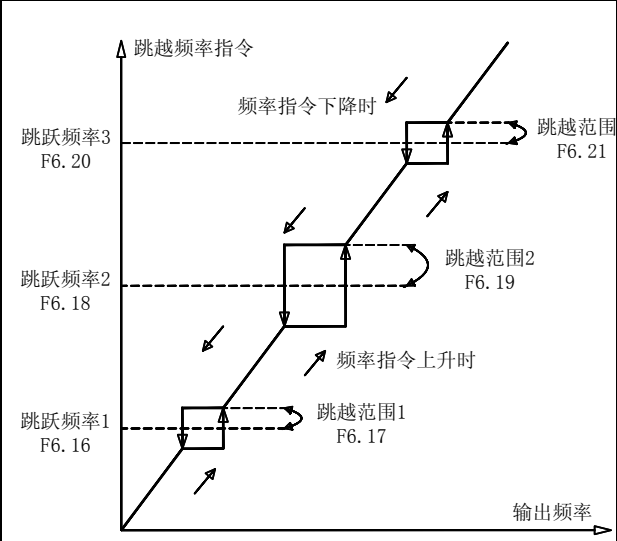 跳越频率指令
频率指令下降时
跳跃频率3
F6.20
跳越范围
F6.21
跳跃频率2
F6.18
跳越范围2
F6.19
频率指令上升时
跳跃频率1
F6.16
跳越范围1
F6.17
输出频率